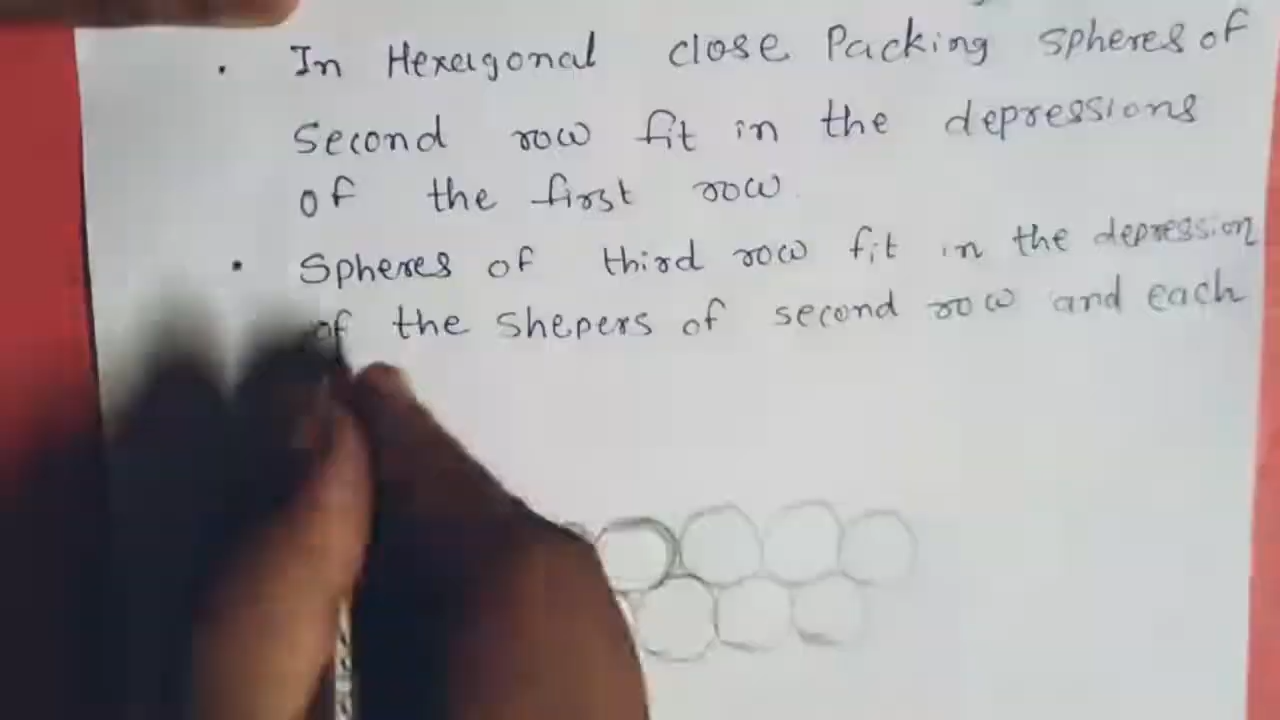 • In Hexagonal close Packing spheres of
Second row fit in the depressions
of the first row
• Spheres of third row fit in the depression
of the shepers of second row and each